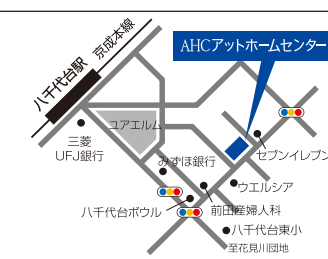 京成本線
八千代台駅
AHCアットホームセンター
ユアエルム
三菱
UFJ銀行
みずほ銀行
セブンイレブン
ウエルシア
八千代台ボウル
前田産婦人科
八千代台東小
至花見川団地